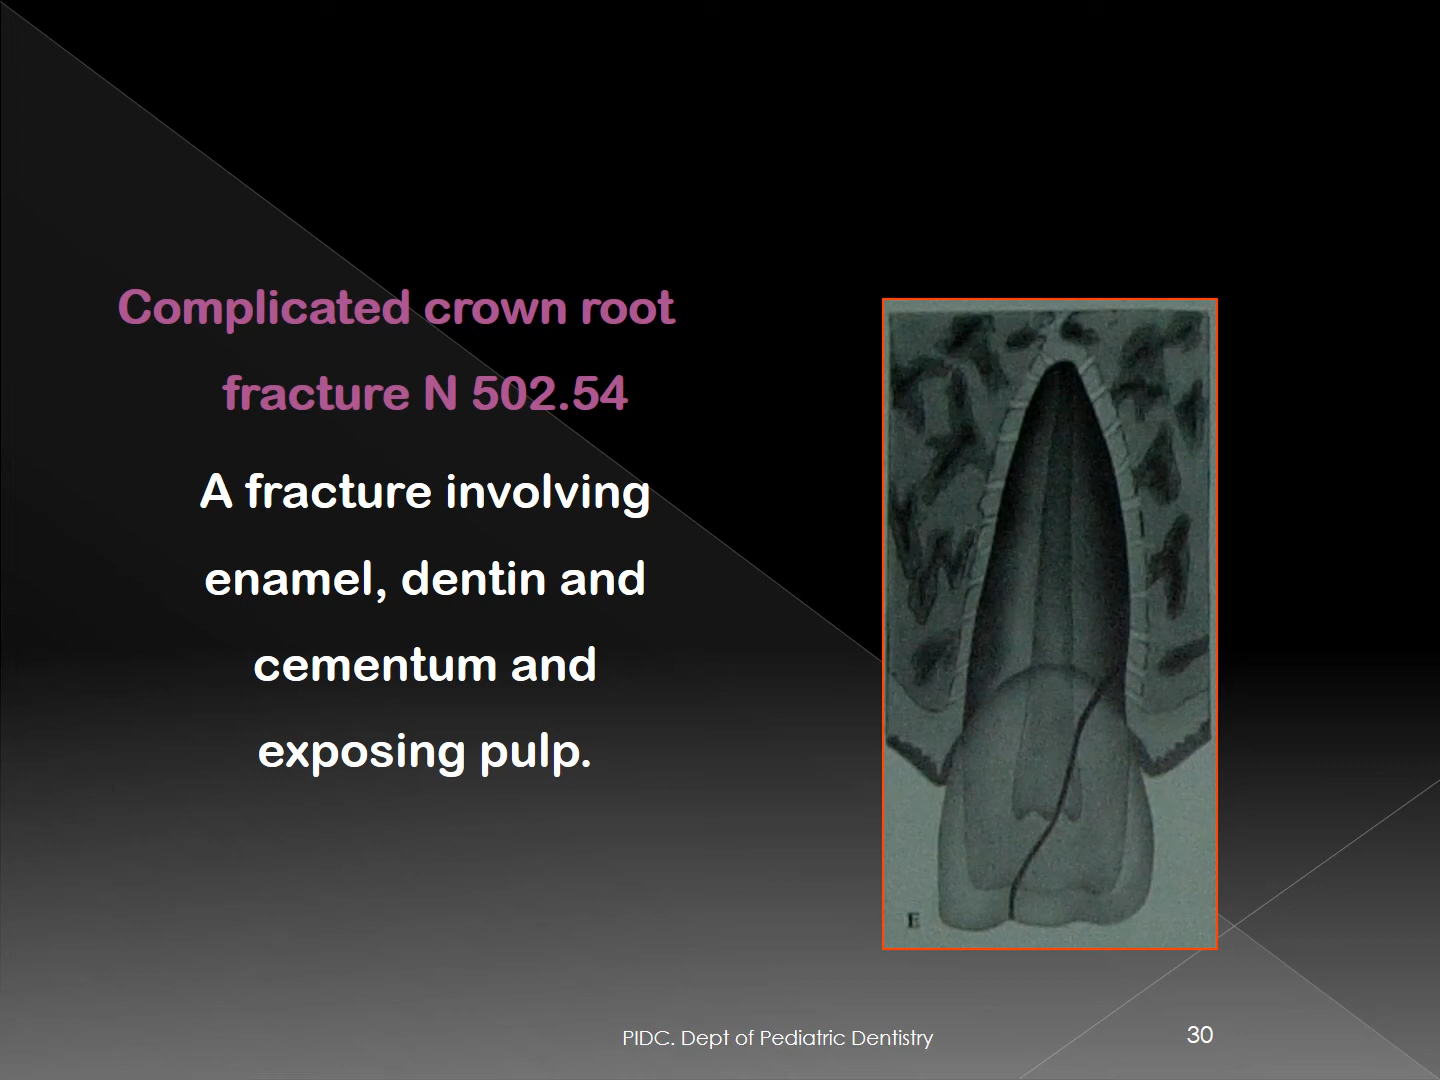 Complicated crown root
fracture N 502.54
A fracture involving
enamel, dentin and
cementum and
exposing pulp.
E
PIDC. Dept of Pediatric Dentistry
30